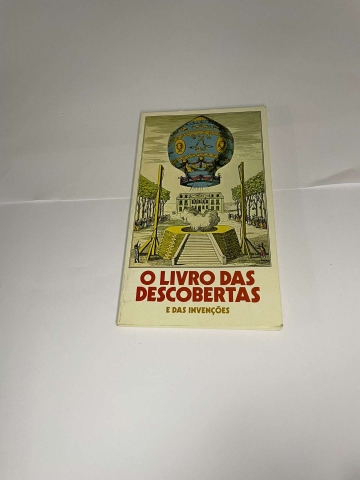 O LIVRO DAS
DESCOBERTAS
E DAS INVENÇÕES